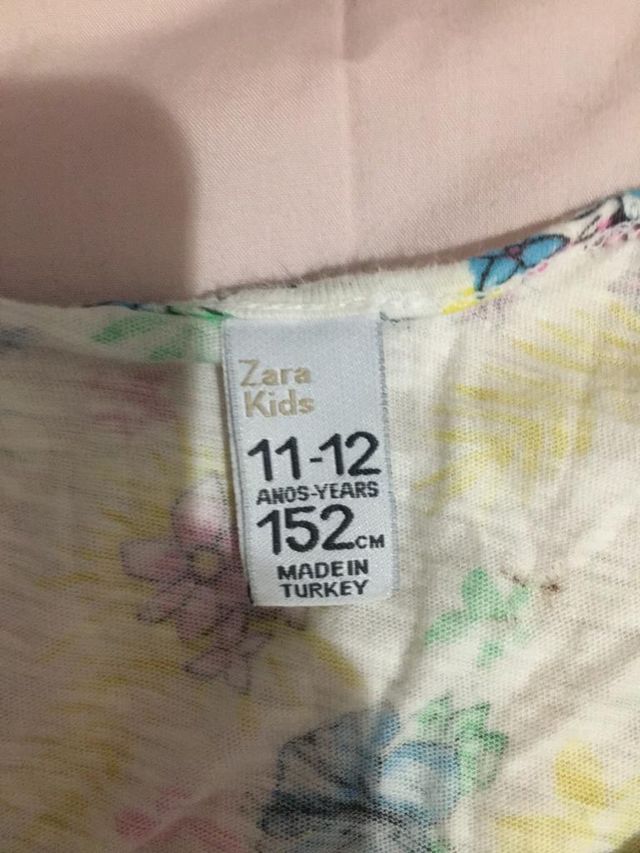 Zara
Kids
11-12
ANOS-YEARS
152CM
MADE IN
TURKEY